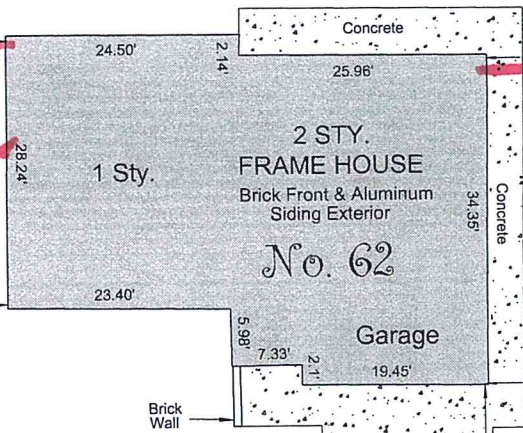 Concrete
24.50'
2.14'
25.96'
28.24'
1 Sty.
2 STY.
FRAME HOUSE
Brick Front & Aluminum
Siding Exterior
No. 62
34.35'
Concrete
23.40'
5.98'
7.33'
2.1'
Garage
19.45'
Brick
Wall